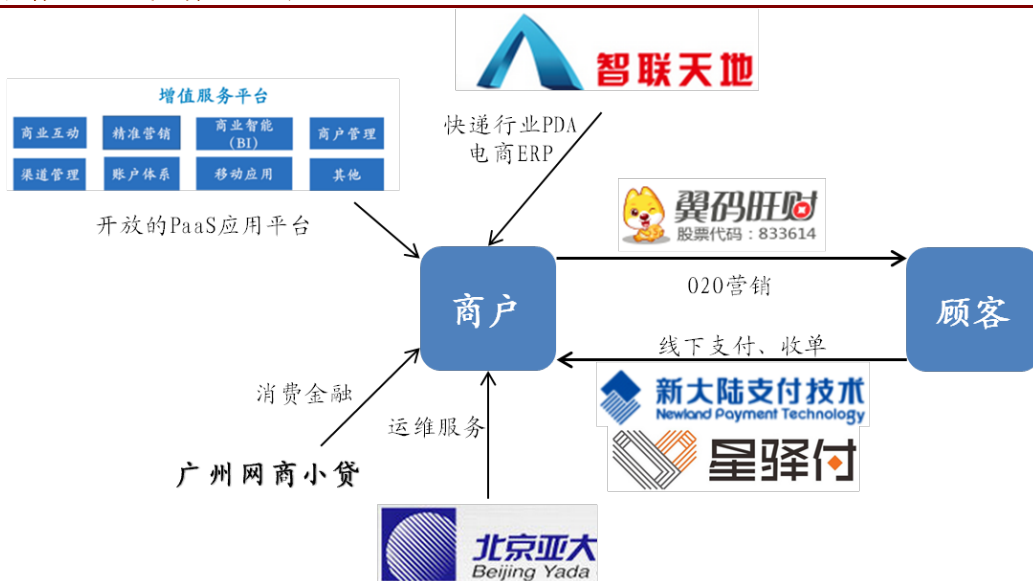 智联天地
增值服务平台
商业互动
精准营销
商业智能
(BI)
商户管理
渠道管理
账户体系
移动应用
其他
快递行业PDA
电商ERP
开放的PaaS应用平台
翼码旺财
股票代码：833614
商户
O2O营销
顾客
线下支付、收单
新大陆支付技术
Newland Payment Technology
星驿付
消费金融
运维服务
广州网商小贷
北京亚大
Beijing Yada